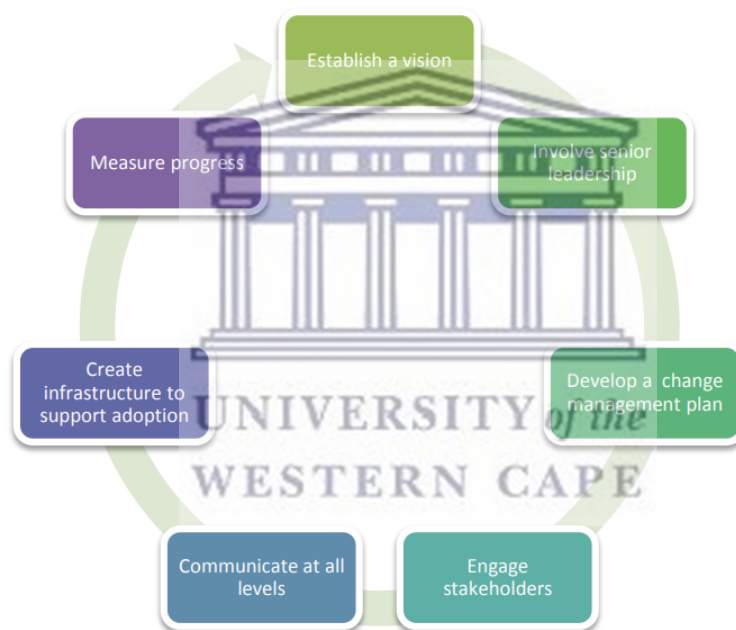 Establish a vision
Involve senior
leadership
Develop a change
management plan
Engage
stakeholders
Communicate at all
levels
Create
infrastructure to
support adoption
Measure progress
UNIVERSITY of the
WESTERN CAPE